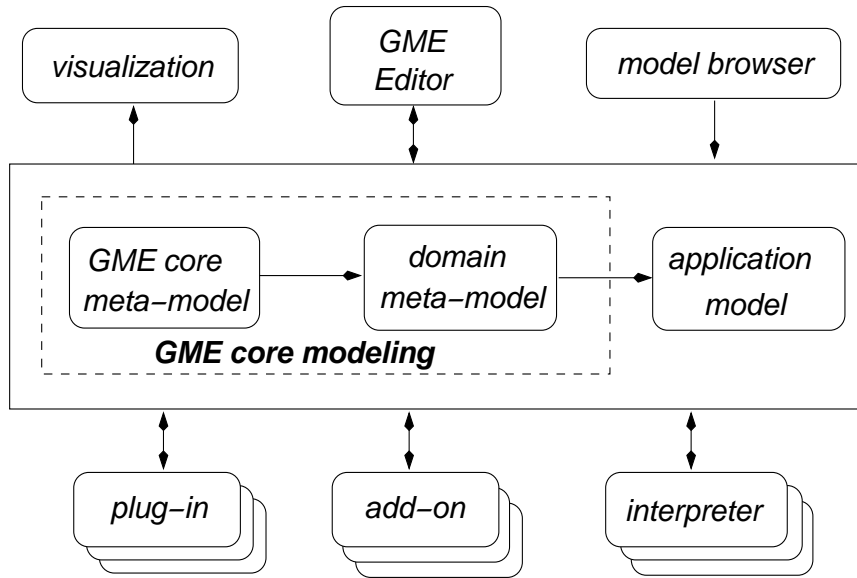 visualization
GME
Editor
model browser
GME core
meta−model
domain
meta−model
application
model
GME core modeling
plug−in
add−on
interpreter